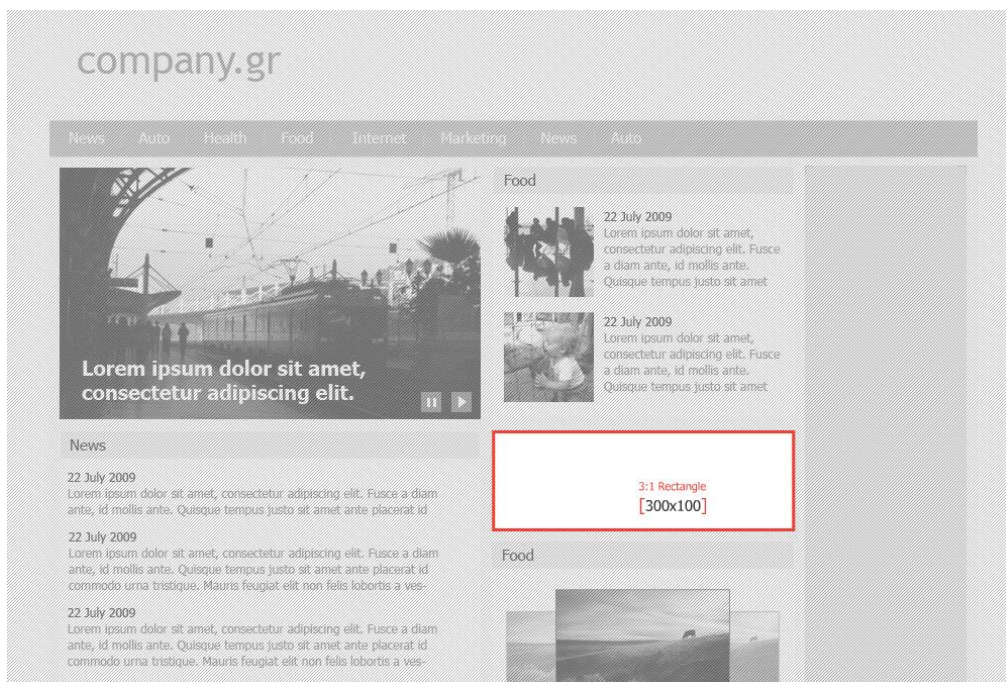 company.gr
News Auto Health Food Internet Marketing News Auto
Lorem ipsum dolor sit amet,
consectetur adipiscing elit.
News
22 July 2009
Lorem ipsum dolor sit amet, consectetur adipiscing elit. Fusce a diam
ante, id mollis ante. Quisque tempus justo sit amet ante placerat id
22 July 2009
Lorem ipsum dolor sit amet, consectetur adipiscing elit. Fusce a diam
ante, id mollis ante. Quisque tempus justo sit amet ante placerat id
commodo urna tristique. Mauris feugiat elit non felis lobortis a ves-
22 July 2009
Lorem ipsum dolor sit amet, consectetur adipiscing elit. Fusce a diam
ante, id mollis ante. Quisque tempus justo sit amet ante placerat id
commodo urna tristique. Mauris feugiat elit non felis lobortis a ves-
Food
22 July 2009
Lorem ipsum dolor sit amet,
consectetur adipiscing elit. Fusce
a diam ante, id mollis ante.
Quisque tempus justo sit amet
22 July 2009
Lorem ipsum dolor sit amet,
consectetur adipiscing elit. Fusce
a diam ante, id mollis ante.
Quisque tempus justo sit amet
3:1 Rectangle
[300x100]
Food